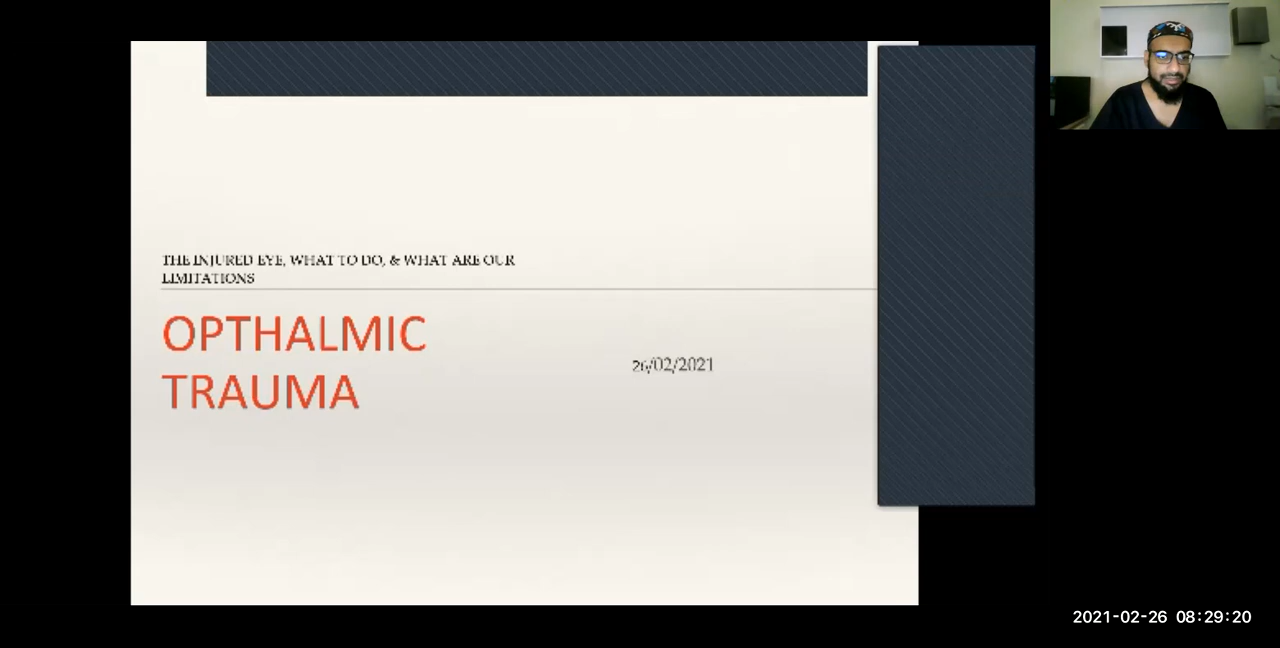 THE INJURED EYE, WHAT TO DO, & WHAT ARE OUR
LIMITATIONS
OPTHALMIC
TRAUMA
26/02/2021
2021-02-26 08:29:20